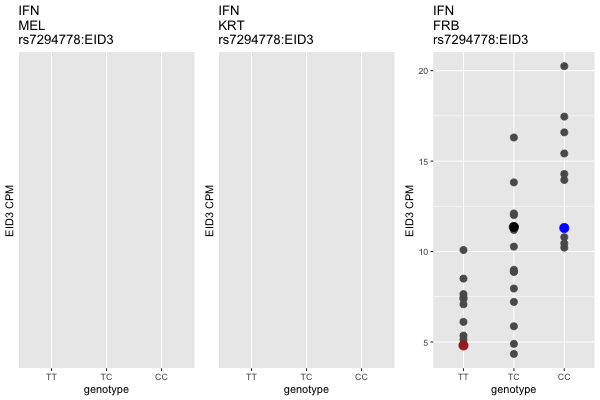 IFN
MEL
rs7294778:EID3
EID3 CPM
TT TC CC
genotype
IFN
KRT
rs7294778:EID3
EID3 CPM
TT TC CC
genotype
IFN
FRB
rs7294778:EID3
EID3 CPM
20
15
10
5
TT TC CC
genotype